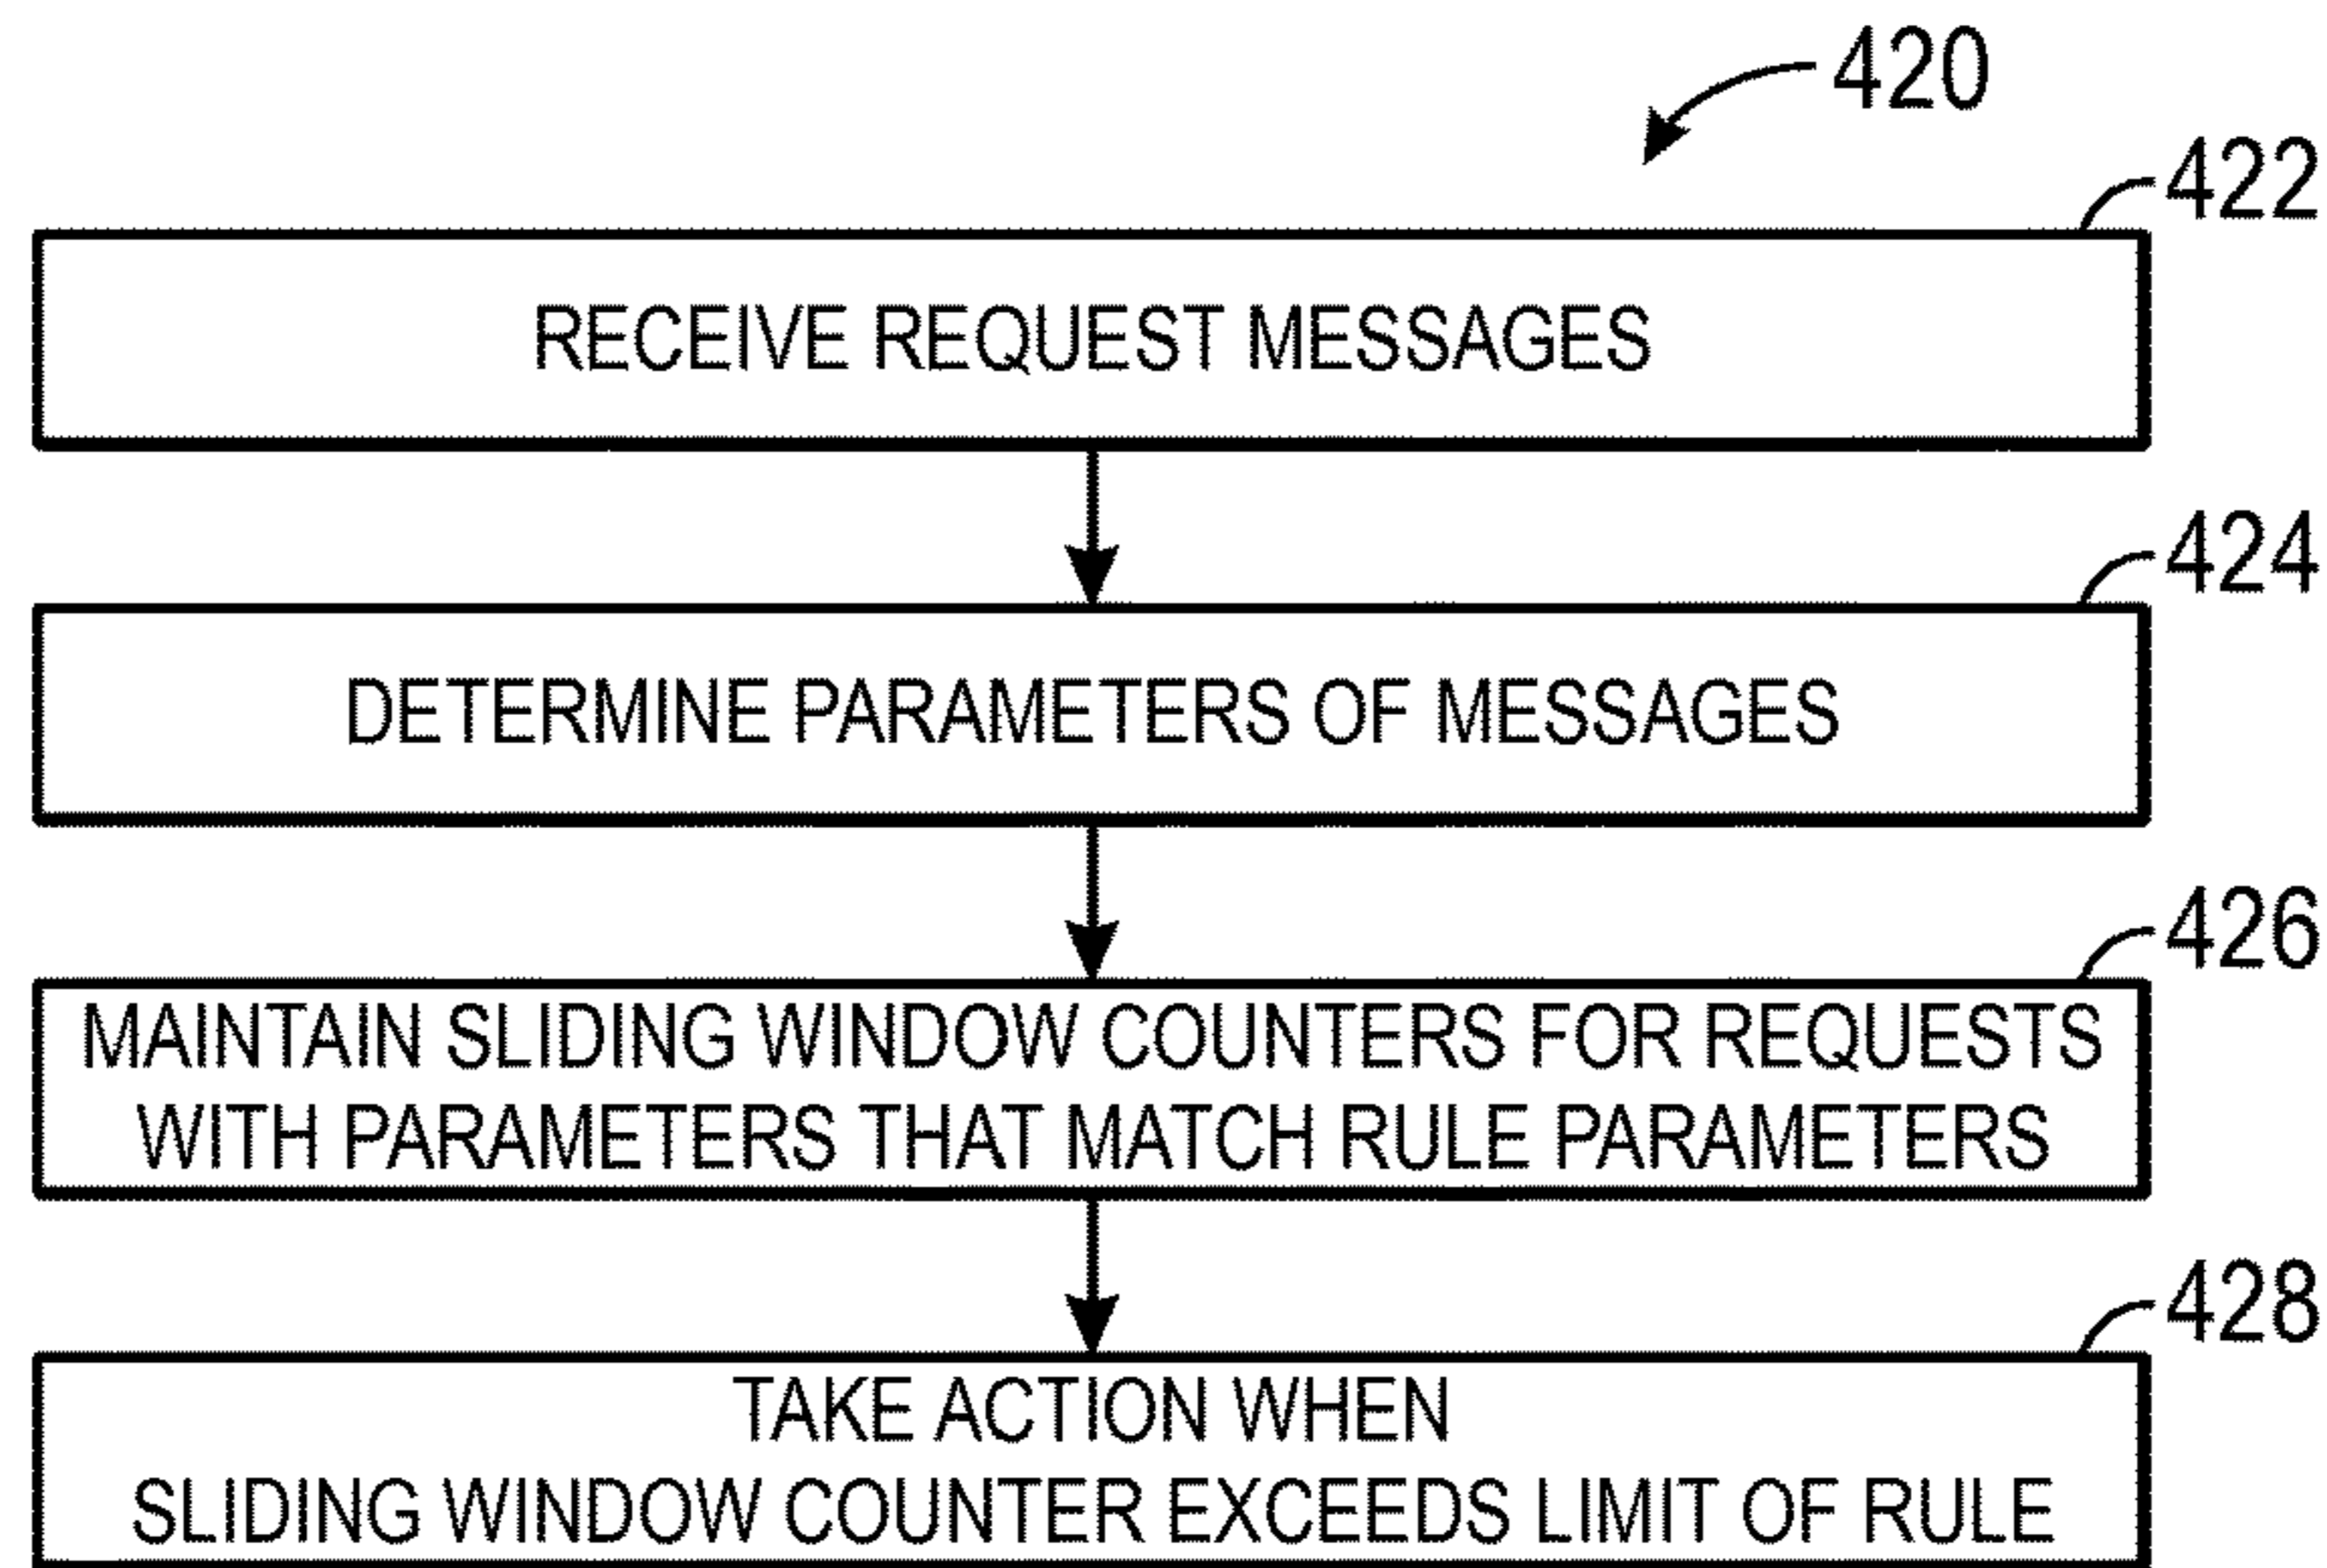 420
422
RECEIVE REQUEST MESSAGES
424
DETERMINE PARAMETERS OF MESSAGES
426
MAINTAIN SLIDING WINDOW COUNTERS FOR REQUESTS
WITH PARAMETERS THAT MATCH RULE PARAMETERS
428
TAKE ACTION WHEN
SLIDING WINDOW COUNTER EXCEEDS LIMIT OF RULE